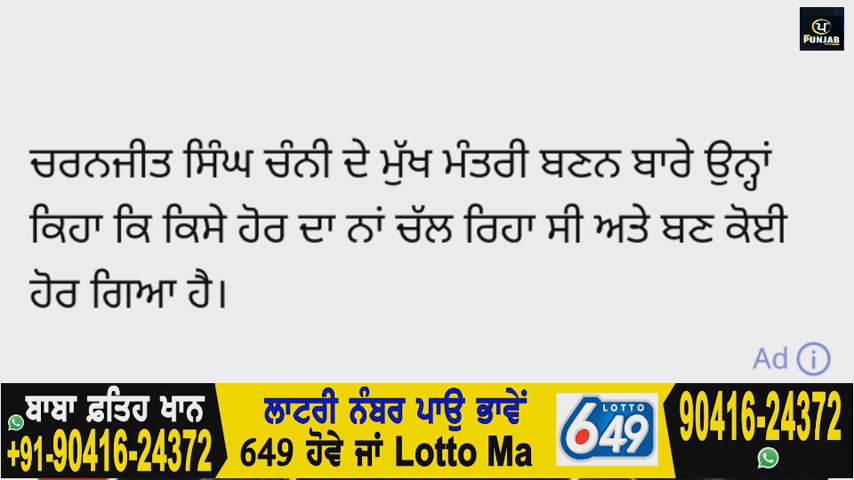 ਪ
PUNJAB
ਚਰਨਜੀਤ ਸਿੰਘ ਚੰਨੀ ਦੇ ਮੁੱਖ ਮੰਤਰੀ ਬਣਨ ਬਾਰੇ ਉਨ੍ਹਾਂ
ਕਿਹਾ ਕਿ ਕਿਸੇ ਹੋਰ ਦਾ ਨਾਂ ਚੱਲ ਰਿਹਾ ਸੀ ਅਤੇ ਬਣ ਕੋਈ
ਹੋਰ ਗਿਆ ਹੈ।
Ad
ਬਾਬਾ ਫ਼ਤਿਹ ਖਾਨ
+91-90416-24372
ਲਾਟਰੀ ਨੰਬਰ ਪਾਉ ਭਾਵੇਂ
649 ਹੋਵੇ ਜਾਂ Lotto Ma
LOTTO
649
90416-24372